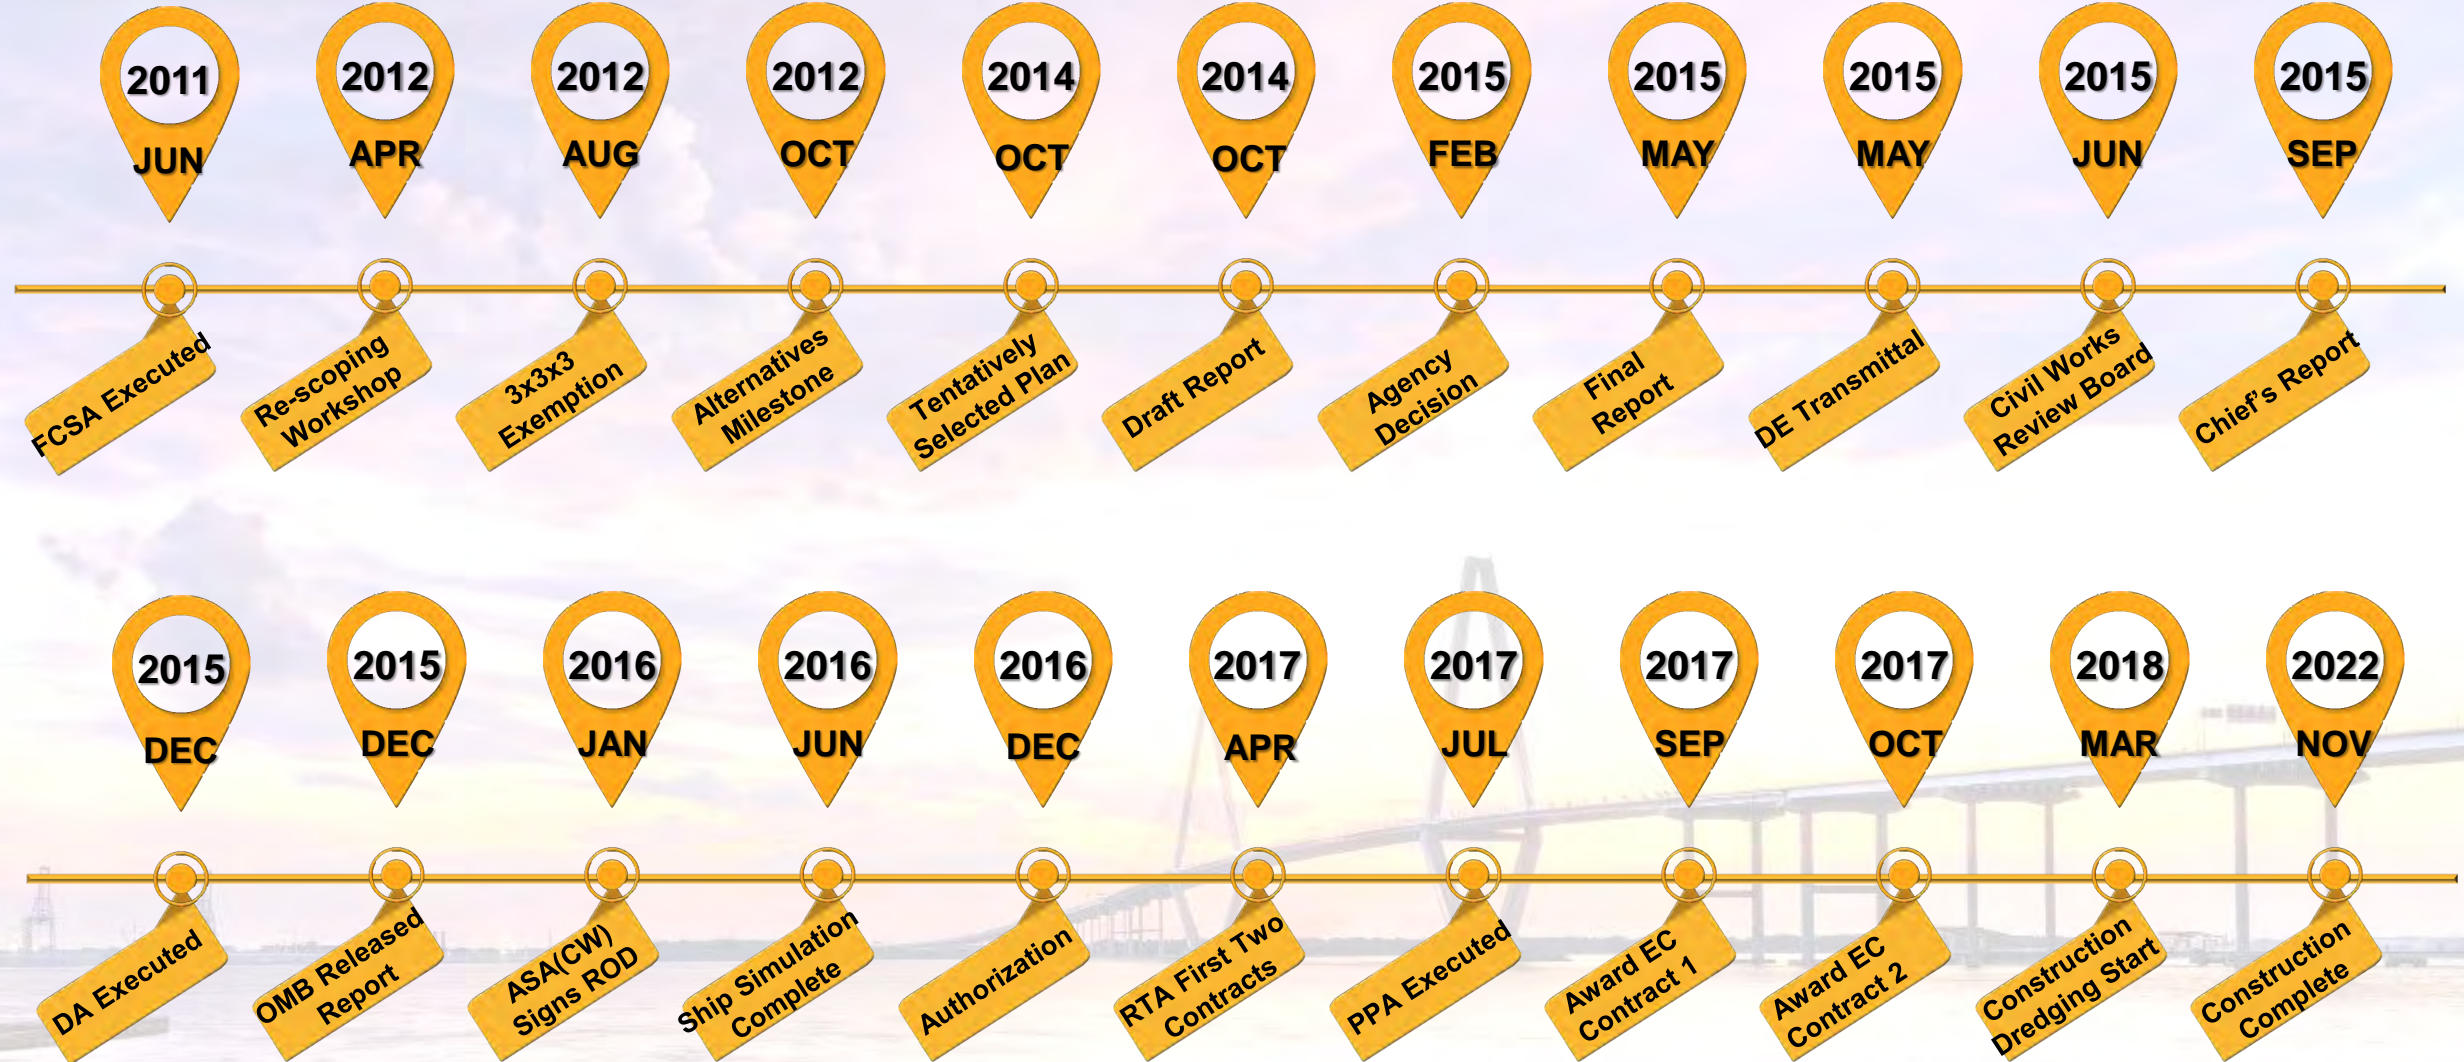 2011
JUN
FCSA Executed
2012
APR
Re-scoping
Workshop
2012
AUG
3x3x3
Exemption
2012
OCT
Alternatives
Milestone
2014
OCT
Tentatively
Selected Plan
2014
OCT
Draft Report
2015
FEB
Agency
Decision
2015
MAY
Final
Report
2015
MAY
DE Transmittal
2015
JUN
Civil Works
Review Board
2015
SEP
Chief’s Report
2015
DEC
DA Executed
2015
DEC
OMB Released
Report
2016
JAN
ASA(CW)
Signs ROD
2016
JUN
Ship Simulation
Complete
2016
DEC
Authorization
2017
APR
RTA First Two
Contracts
2017
JUL
PPA Executed
2017
SEP
Award EC
Contract 1
2017
OCT
Award EC
Contract 2
2018
MAR
Construction
Dredging Start
2022
NOV
Construction
Complete